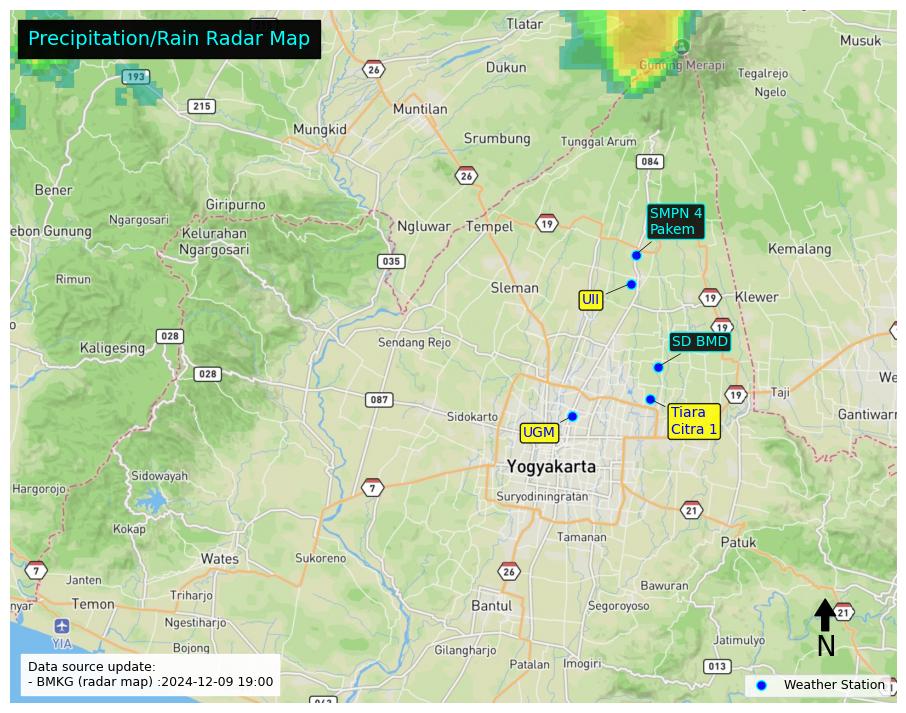 Precipitation/Rain Radar Map
Tlatar
Musuk
26
Dukun
Gunung Merapi
Tegalrejo
193
Ngelo
215
Muntilan
Mungkid
Srumbung
Tunggal Arum
084
26
Bener
Giripurno
SMPN 4
Pakem
Ngargosari
Kelurahan
Ngargosari
Ngluwar
Tempel
19
ebon Gunung
Kemalang
035
Rimun
Sleman
UII
19
Klewer
19
028
Kaligesing
Sendang Rejo
SD BMD
028
087
19
Taji
We
Sidokarto
Tiara
Citra 1
Gantiwarn
UGM
Yogyakarta
Sidowayah
Hargorojo
7
Suryodiningratan
21
Kokap
Tamanan
Patuk
Wates
Sukoreno
7
Janten
26
Bawuran
nyar
Temon
Triharjo
Bantul
Segoroyoso
21
Ngestiharjo
YIA
N
Bojong
Gilangharjo
Jatimulyo
Patalan
Imogiri
013
Data source update:
- BMKG (radar map) :2024-12-09 19:00
Weather Station